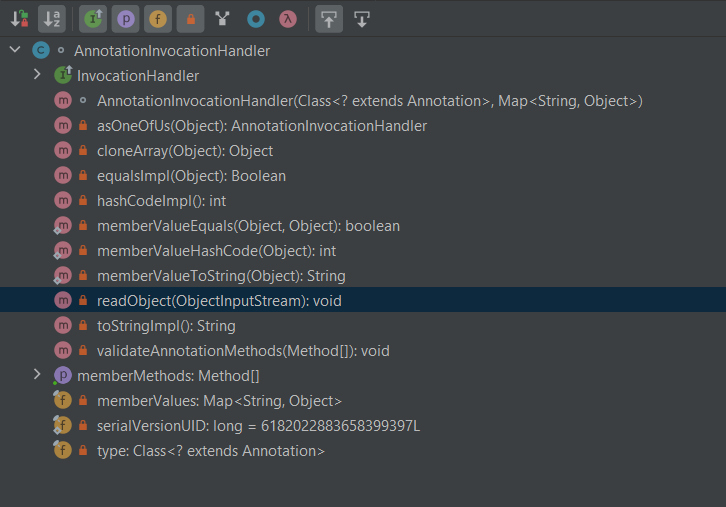 AnnotationInvocationHandler
InvocationHandler
AnnotationInvocationHandler(Class<? extends Annotation>, Map<String, Object>)
asOneOfUs(Object): AnnotationInvocationHandler
cloneArray(Object): Object
equalsImpl(Object): Boolean
hashCodeImpl(): int
memberValueEquals(Object, Object): boolean
memberValueHashCode(Object): int
memberValueToString(Object): String
readObject(ObjectInputStream): void
toStringImpl(): String
validateAnnotationMethods(Method[]): void
memberMethods: Method[]
memberValues: Map<String, Object>
serialVersionUID: long = 6182022883658399397L
type: Class<? extends Annotation>